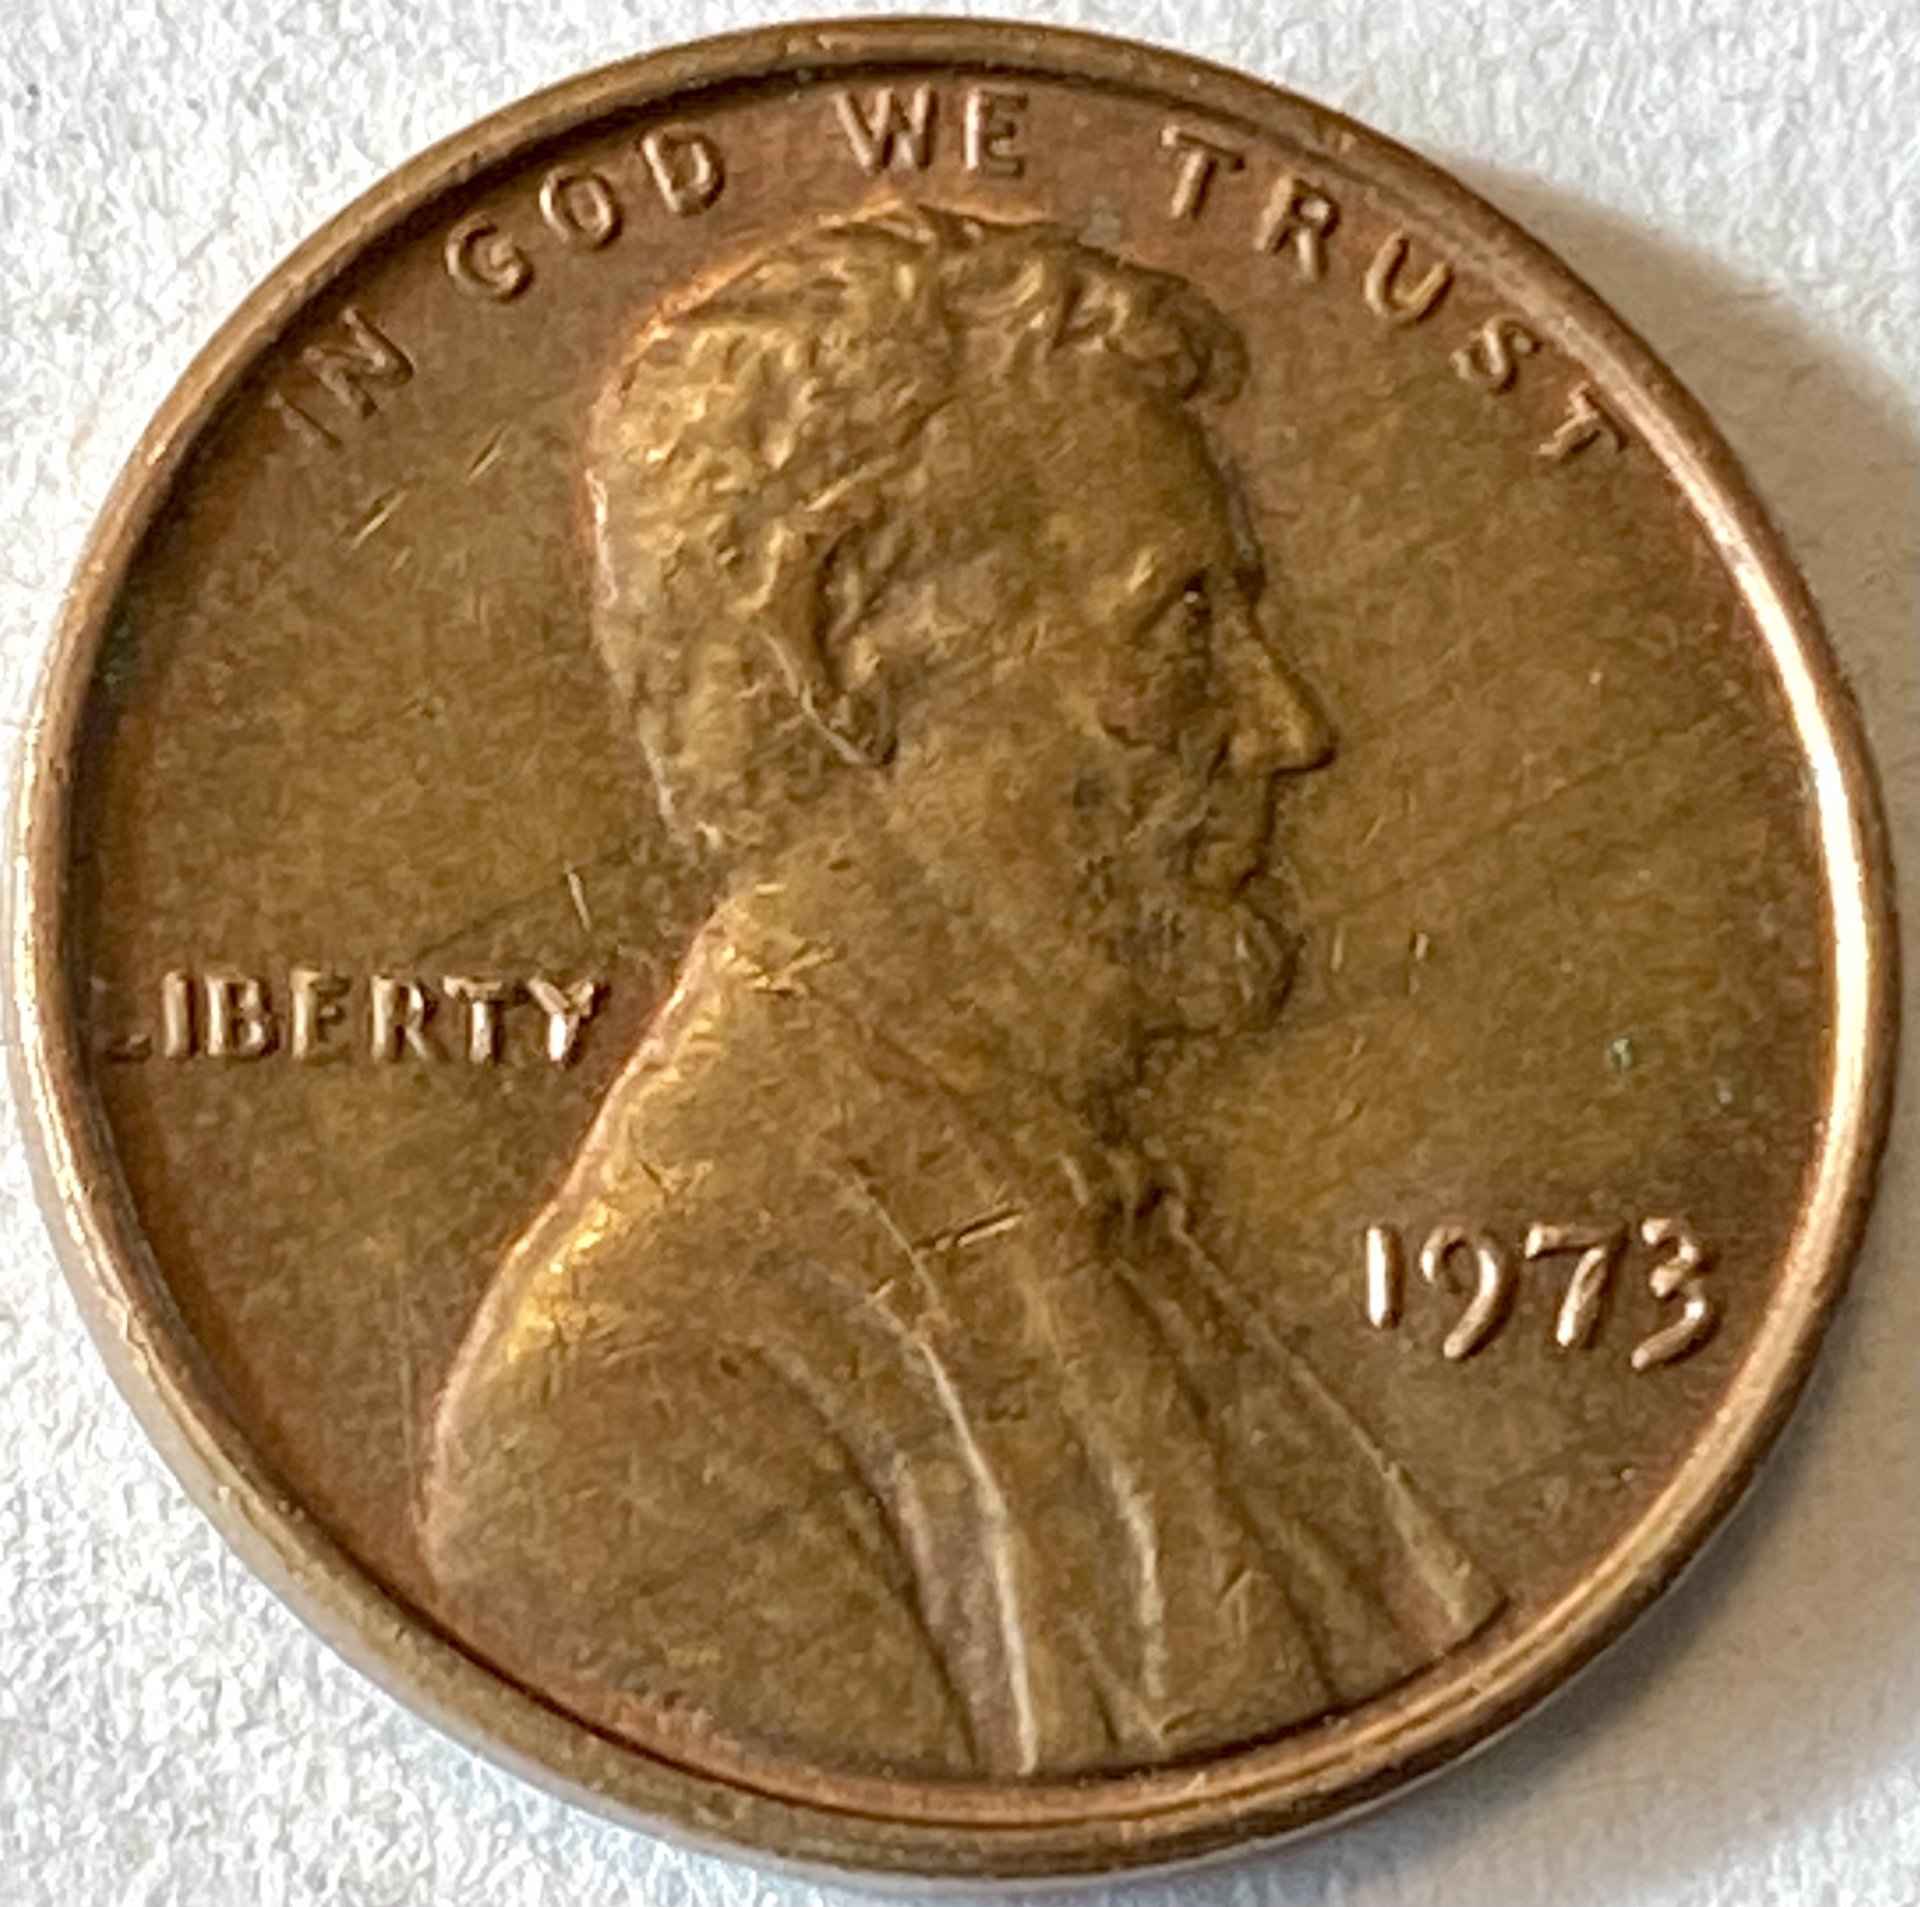 IN GOD WE TRUST
LIBERTY
1973